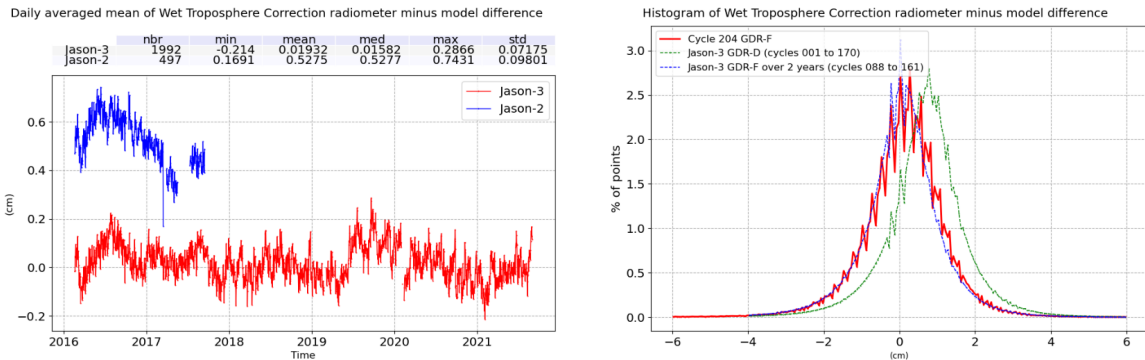 Daily averaged mean of Wet Troposphere Correction radiometer minus model difference
nbr min mean med max std
Jason-3 1992 -0.214 0.01932 0.01582 0.2866 0.07175
Jason-2 497 0.1691 0.5275 0.5277 0.7431 0.09801
Jason-3
Jason-2
0.6
0.4
0.2
0.0
−0.2
(cm)
2016 2017 2018 2019 2020 2021
Time
Histogram of Wet Troposphere Correction radiometer minus model difference
Cycle 204 GDR-F
Jason-3 GDR-D (cycles 001 to 170)
Jason-3 GDR-F over 2 years (cycles 088 to 161)
3.0
2.5
2.0
1.5
1.0
0.5
0.0
% of points
−6 −4 −2 0 2 4 6
(cm)